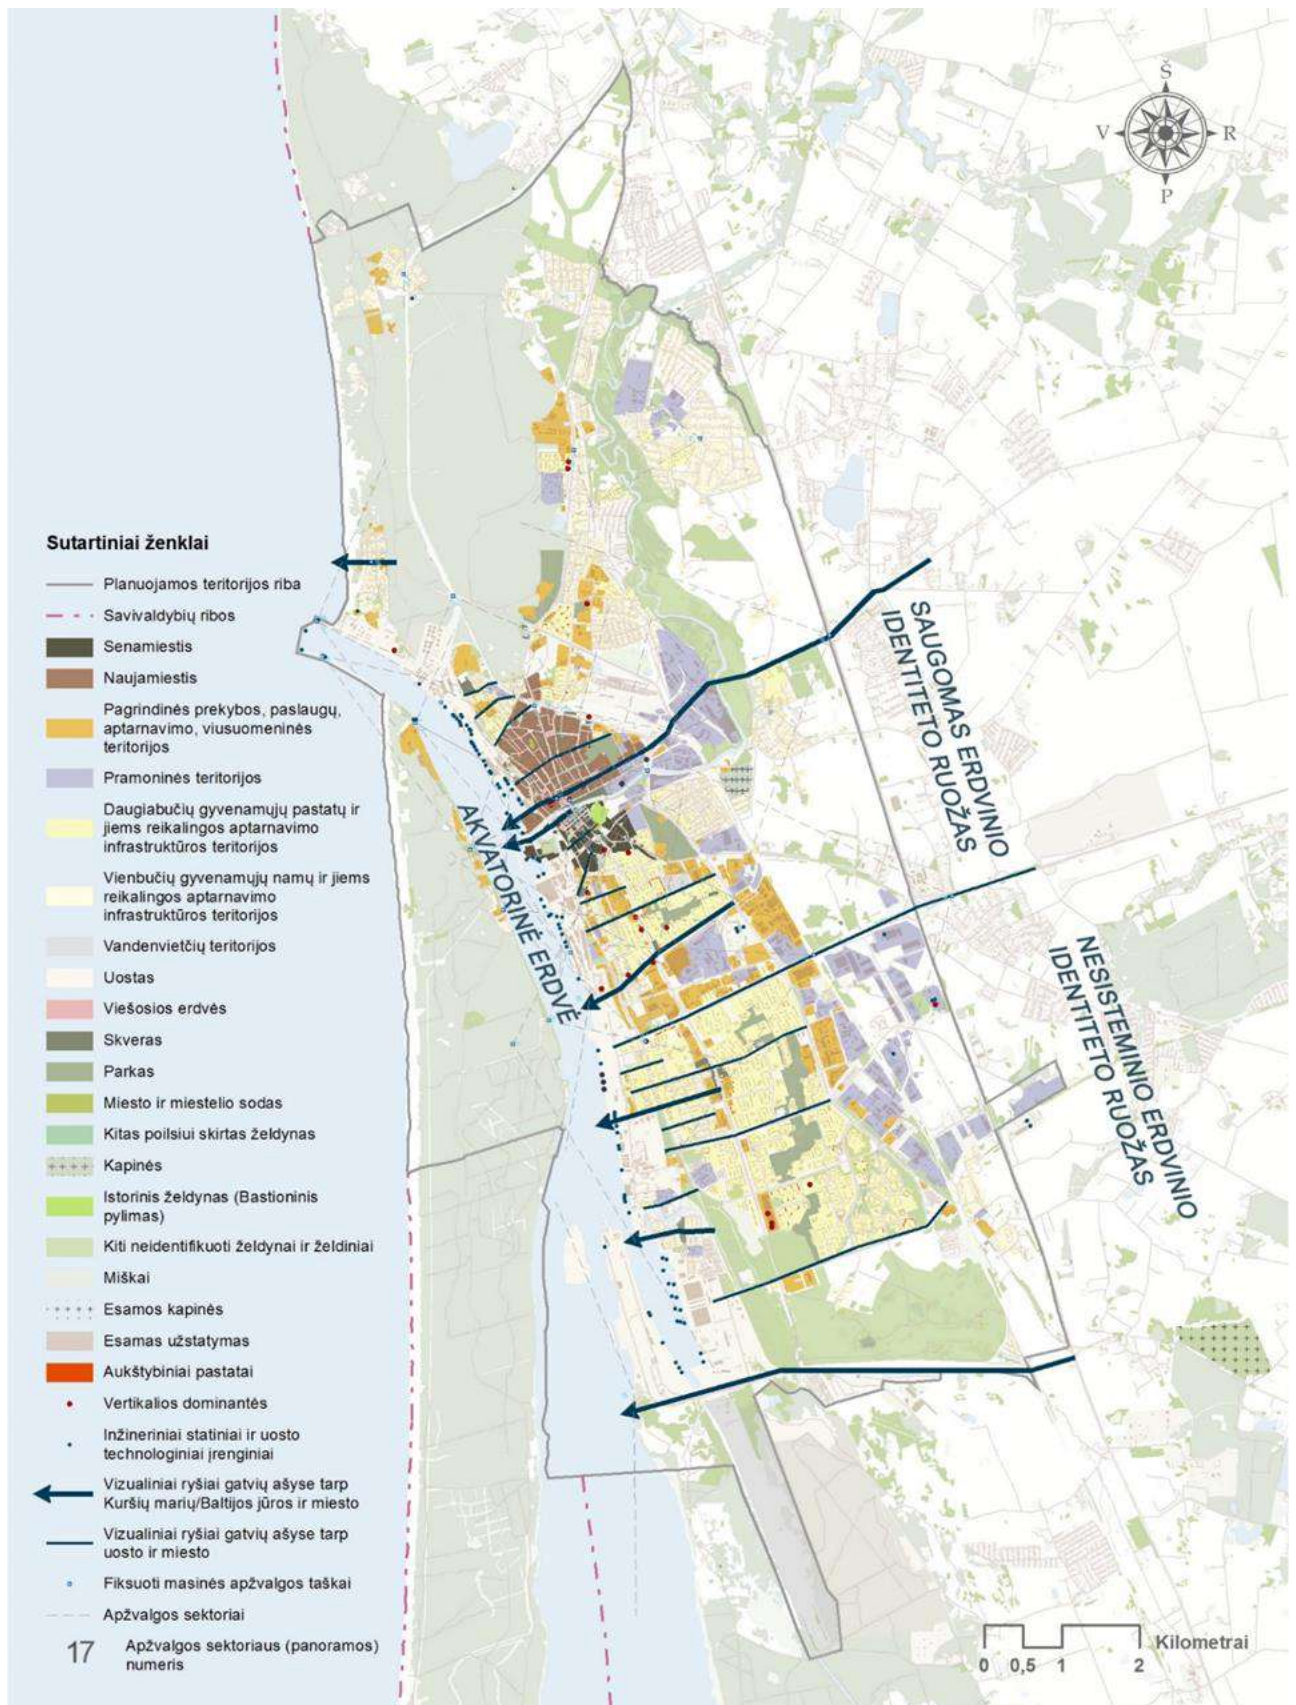 Š
V
R
P
Sutartiniai ženklai
Planuojamos teritorijos riba
Savivaldybių ribos
Senamiestis
Naujamiestis
Pagrindinės prekybos, paslaugų,
aptarnavimo, viusuomeninės
teritorijos
Pramoninės teritorijos
Daugiabučių gyvenamųjų pastatų ir
jiems reikalingos aptarnavimo
infrastruktūros teritorijos
Vienbučių gyvenamųjų namų ir jiems
reikalingos aptarnavimo
infrastruktūros teritorijos
Vandenviečių teritorijos
Uostas
Viešosios erdvės
Skveras
Parkas
Miesto ir miestelio sodas
Kitas poilsiui skirtas želdynas
Kapinės
Istorinis želdynas (Bastioninis
pylimas)
Kiti neidentifikuoti želdynai ir želdiniai
Miškai
Esamos kapinės
Esamas užstatymas
Aukštybiniai pastatai
Vertikalios dominantės
Inžineriniai statiniai ir uosto
technologiniai įrenginiai
Vizualiniai ryšiai gatvių ašyse tarp
Kuršių marių/Baltijos jūros ir miesto
Vizualiniai ryšiai gatvių ašyse tarp
uosto ir miesto
Fiksuoti masinės apžvalgos taškai
Apžvalgos sektoriai
17
Apžvalgos sektoriaus (panoramos)
numeris
AKVATORINĖ ERDVĖ
SAUGOMAS ERDVINIO
IDENTITETO RUOŽAS
NESISTEMINIO ERDVINIO
IDENTITETO RUOŽAS
Kilometrai
0 0,5 1 2